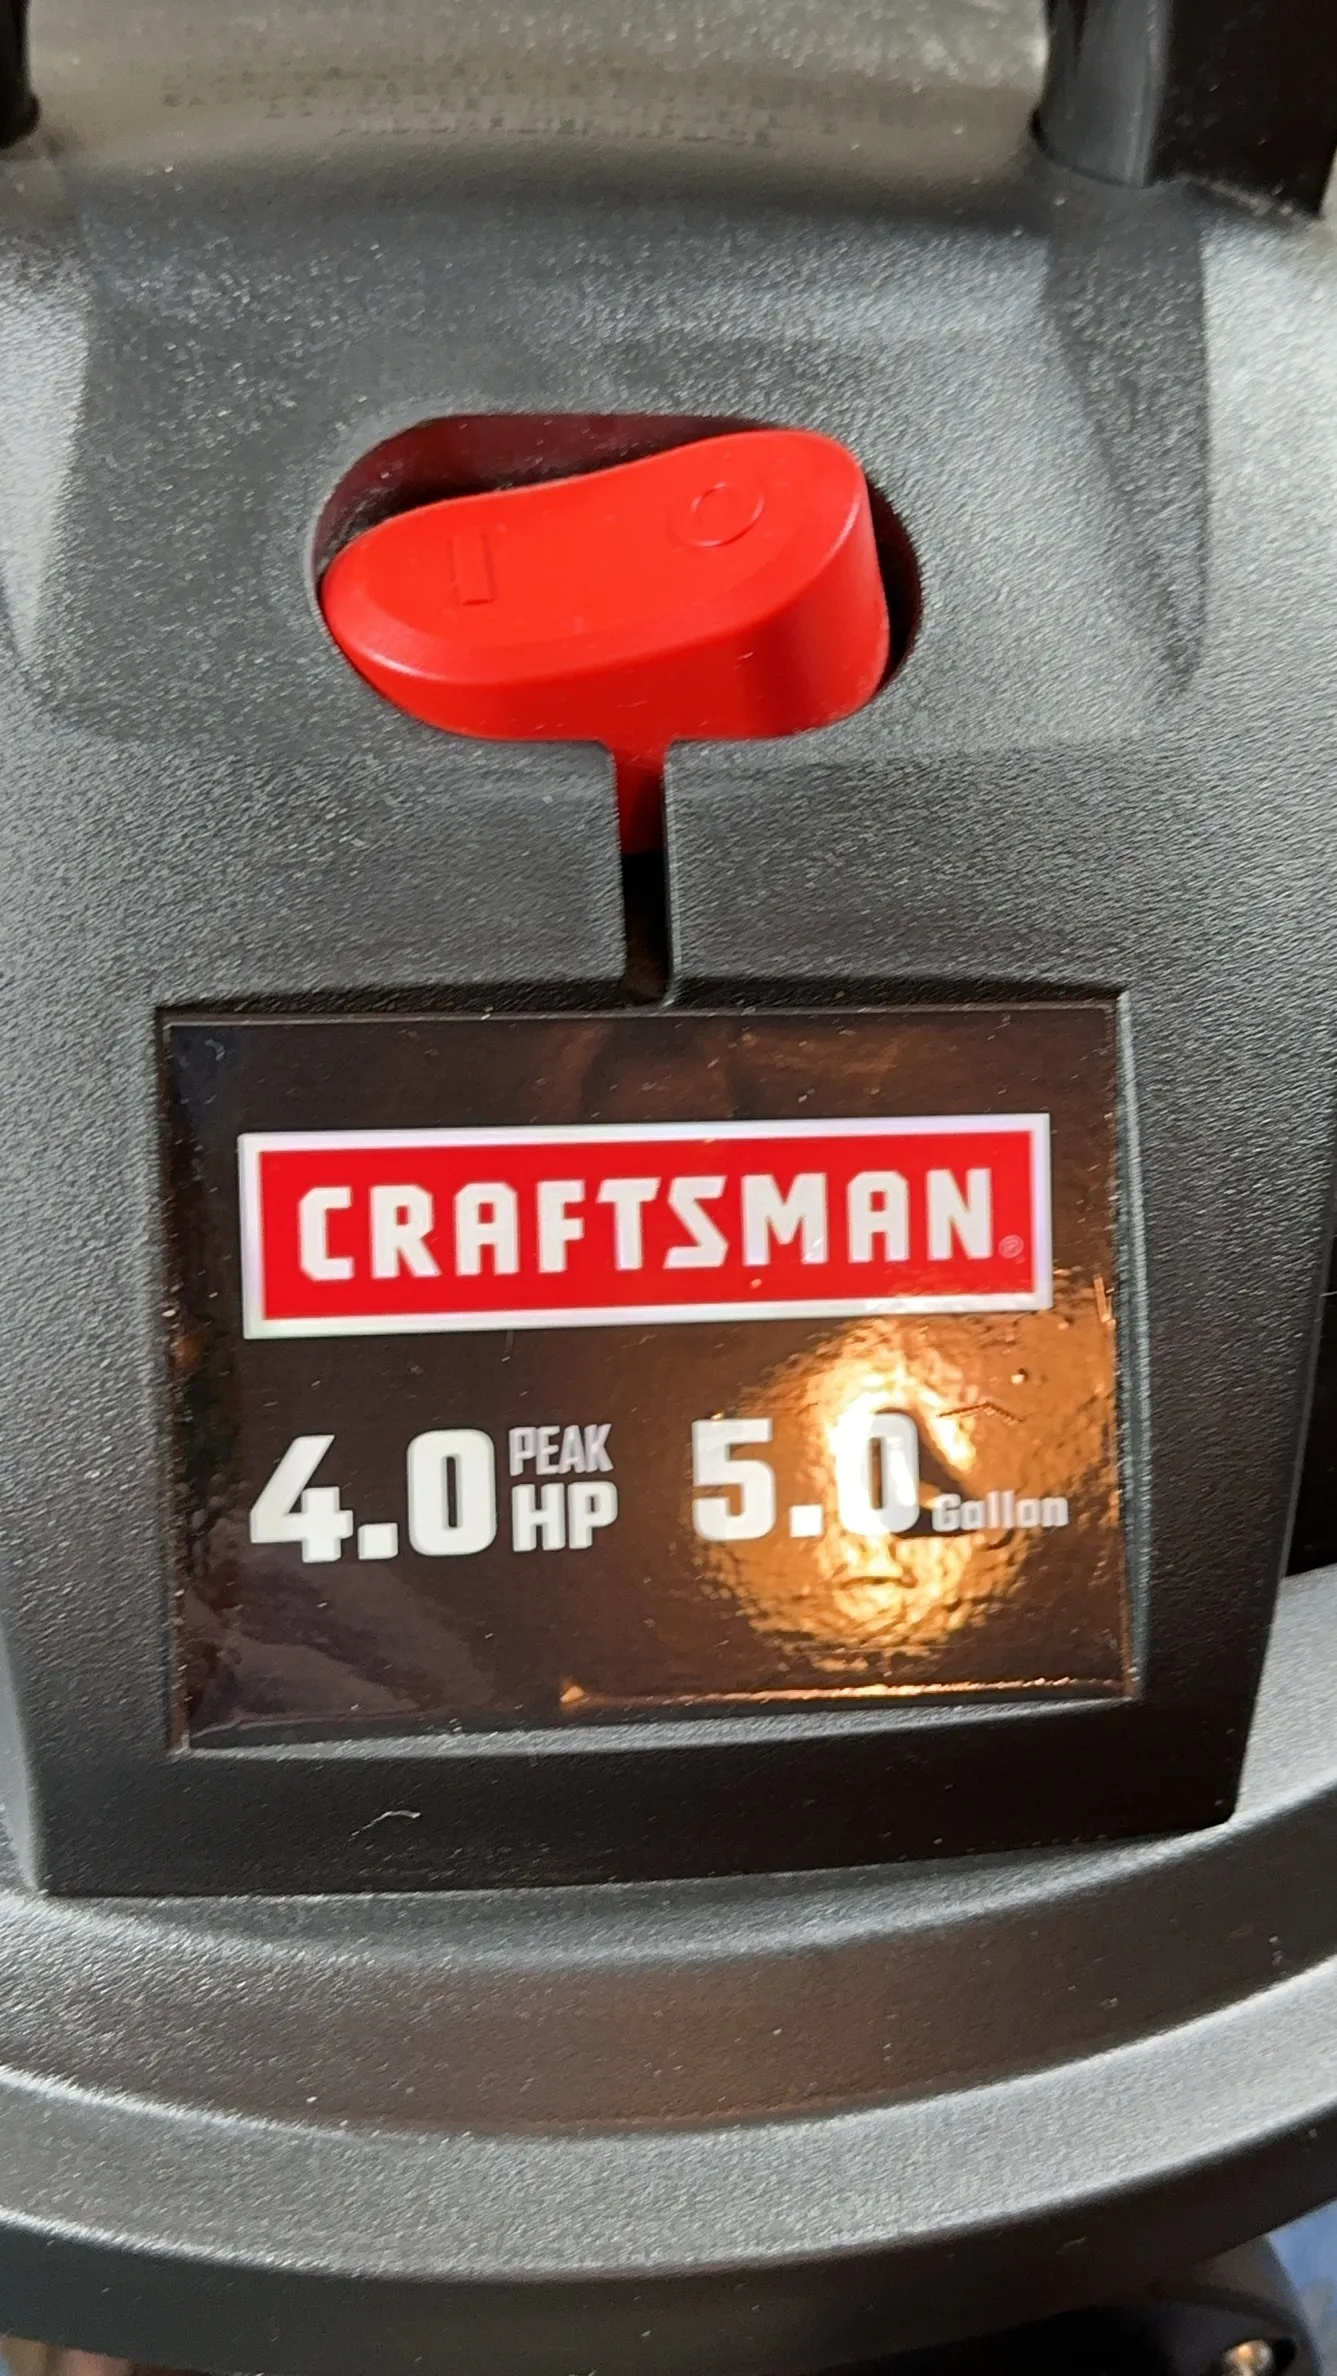 I O
CRAFTSMAN®
4.0 PEAK HP 5.0 Gallon